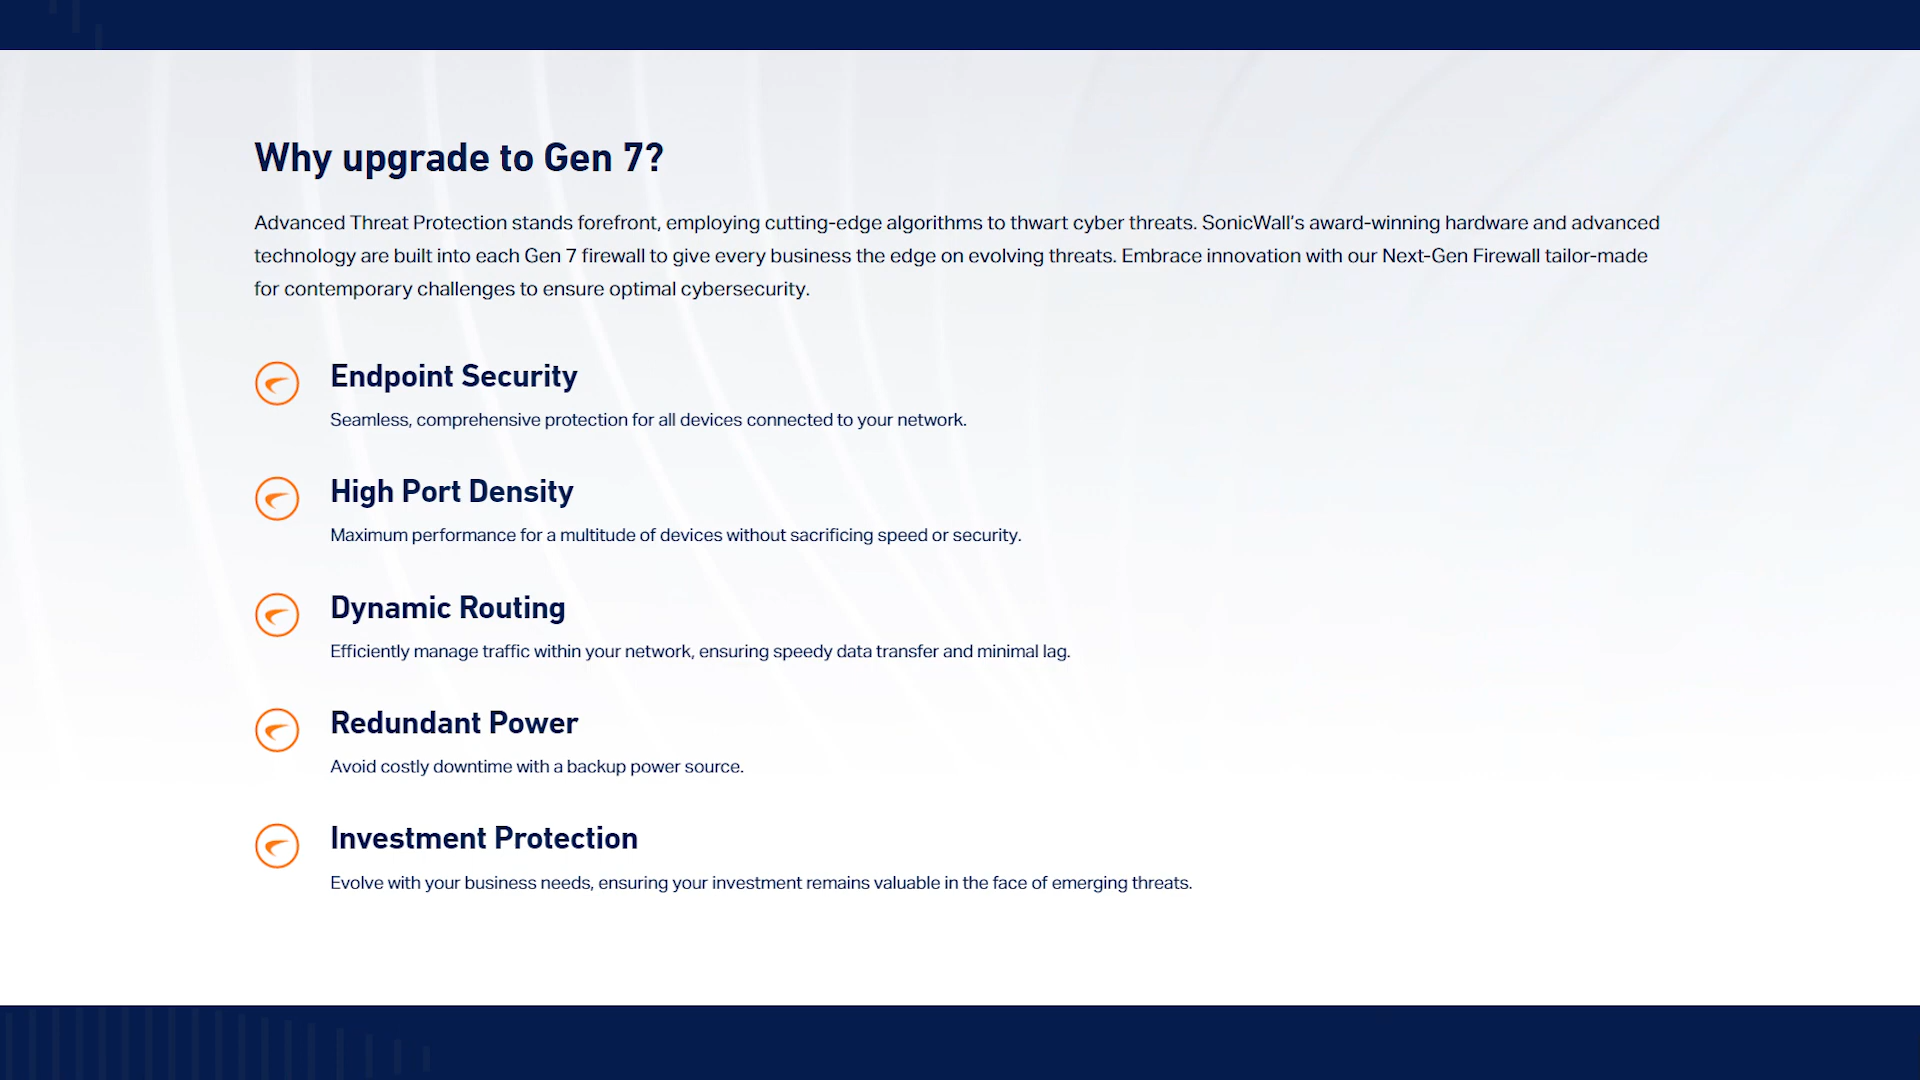 Why upgrade to Gen 7?
Advanced Threat Protection stands forefront, employing cutting-edge algorithms to thwart cyber threats. SonicWall's award-winning hardware and advanced
technology are built into each Gen 7 firewall to give every business the edge on evolving threats. Embrace innovation with our Next-Gen Firewall tailor-made
for contemporary challenges to ensure optimal cybersecurity.
Endpoint Security
Seamless, comprehensive protection for all devices connected to your network.
High Port Density
Maximum performance for a multitude of devices without sacrificing speed or security.
Dynamic Routing
Efficiently manage traffic within your network, ensuring speedy data transfer and minimal lag.
Redundant Power
Avoid costly downtime with a backup power source.
Investment Protection
Evolve with your business needs, ensuring your investment remains valuable in the face of emerging threats.